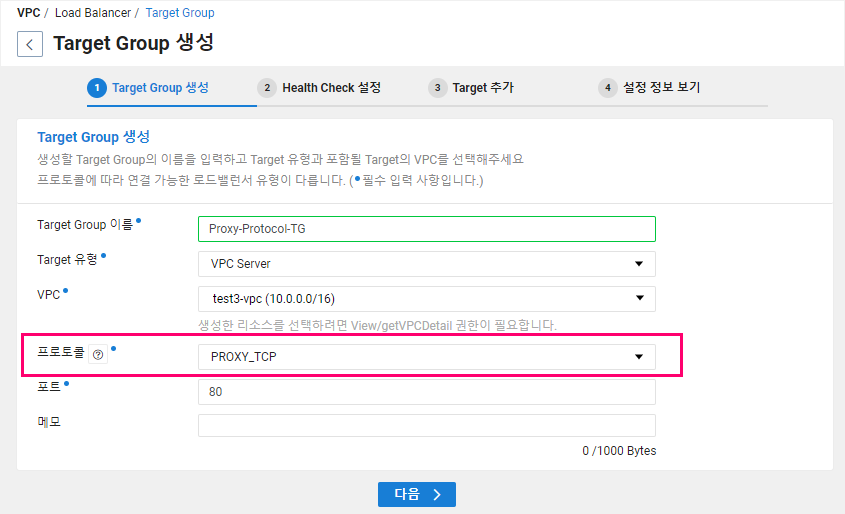 VPC / Load Balancer / Target Group
Target Group 생성
1 Target Group 생성
2 Health Check 설정
3 Target 추가
4 설정 정보 보기
Target Group 생성
생성할 Target Group의 이름을 입력하고 Target 유형과 포함될 Target의 VPC를 선택해주세요
프로토콜에 따라 연결 가능한 로드밸런서 유형이 다릅니다. (● 필수 입력 사항입니다.)
Target Group 이름 ●
Proxy-Protocol-TG
Target 유형 ●
VPC Server
VPC ●
test3-vpc (10.0.0.0/16)
생성한 리소스를 선택하려면 View/getVPCDetail 권한이 필요합니다.
프로토콜 ? ●
PROXY_TCP
포트 ●
80
메모
0 /1000 Bytes
다음 >